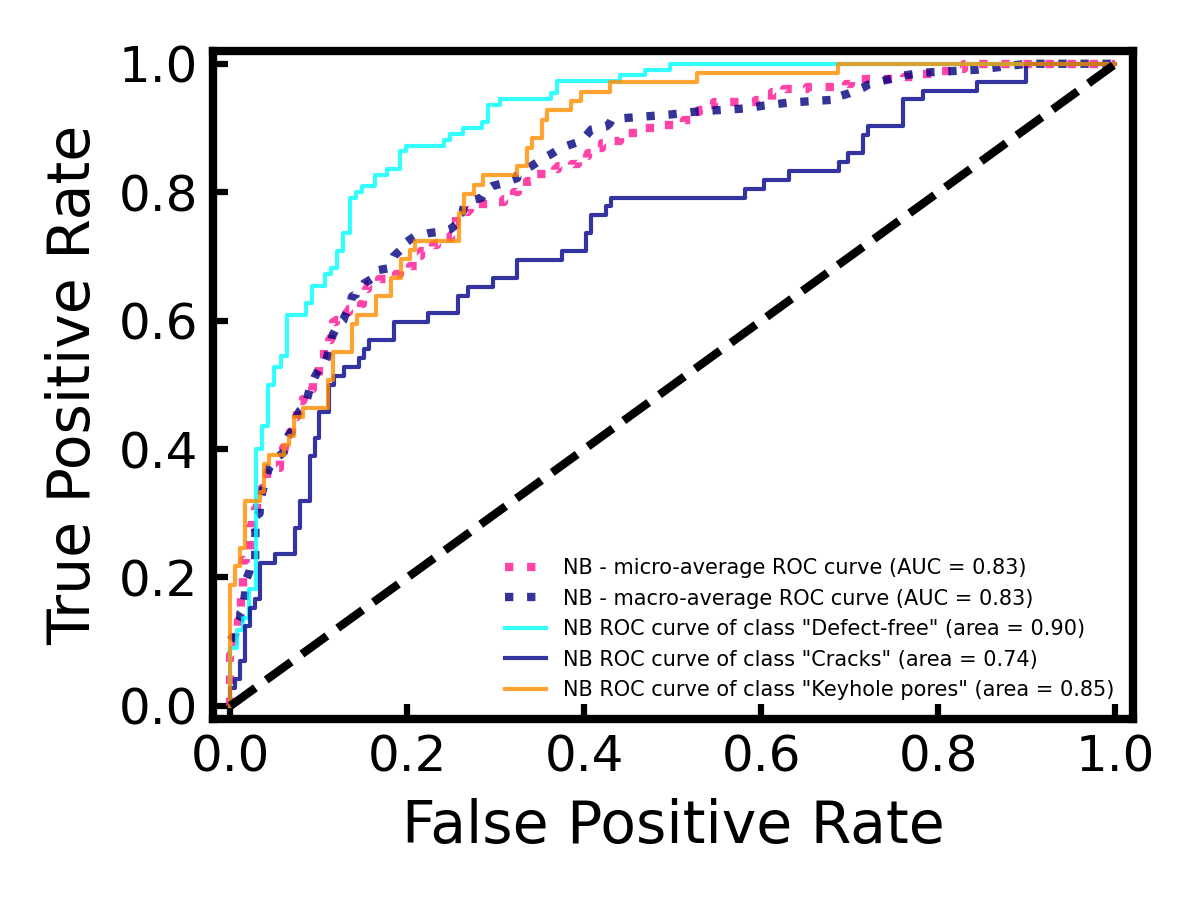 1.0
0.8
0.6
0.4
0.2
0.0
True Positive Rate
NB - micro-average ROC curve (AUC = 0.83)
NB - macro-average ROC curve (AUC = 0.83)
NB ROC curve of class "Defect-free" (area = 0.90)
NB ROC curve of class "Cracks" (area = 0.74)
NB ROC curve of class "Keyhole pores" (area = 0.85)
0.0 0.2 0.4 0.6 0.8 1.0
False Positive Rate